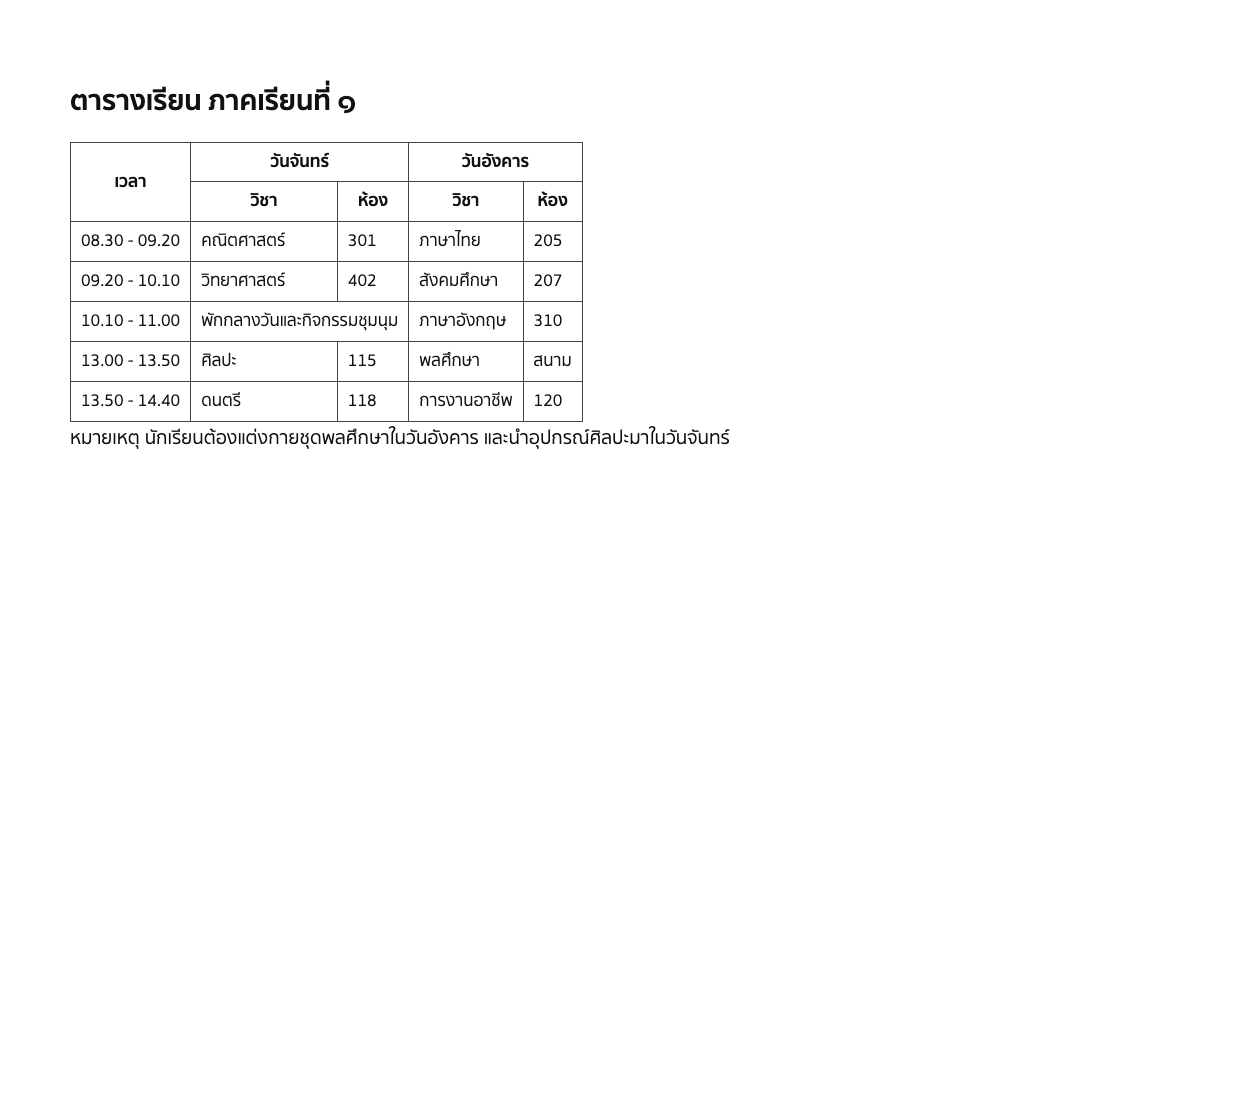 ตารางเรียน ภาคเรียนที่ ๑
เวลา วันจันทร์ วันอังคาร
วิชา ห้อง วิชา ห้อง
08.30 - 09.20 คณิตศาสตร์ 301 ภาษาไทย 205
09.20 - 10.10 วิทยาศาสตร์ 402 สังคมศึกษา 207
10.10 - 11.00 พักกลางวันและกิจกรรมชุมนุม ภาษาอังกฤษ 310
13.00 - 13.50 ศิลปะ 115 พลศึกษา สนาม
13.50 - 14.40 ดนตรี 118 การงานอาชีพ 120
หมายเหตุ นักเรียนต้องแต่งกายชุดพลศึกษาในวันอังคาร และนำอุปกรณ์ศิลปะมาในวันจันทร์